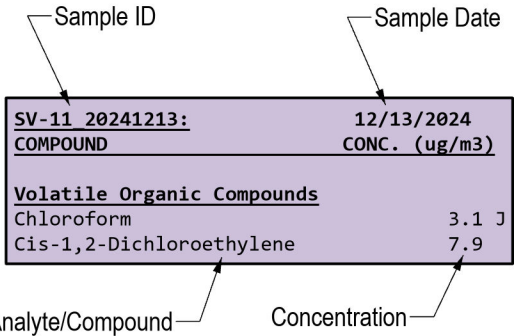 Sample ID
Sample Date
SV-11_20241213: 12/13/2024
COMPOUND CONC. (ug/m3)
Volatile Organic Compounds
Chloroform 3.1 J
Cis-1,2-Dichloroethylene 7.9
Analyte/Compound
Concentration